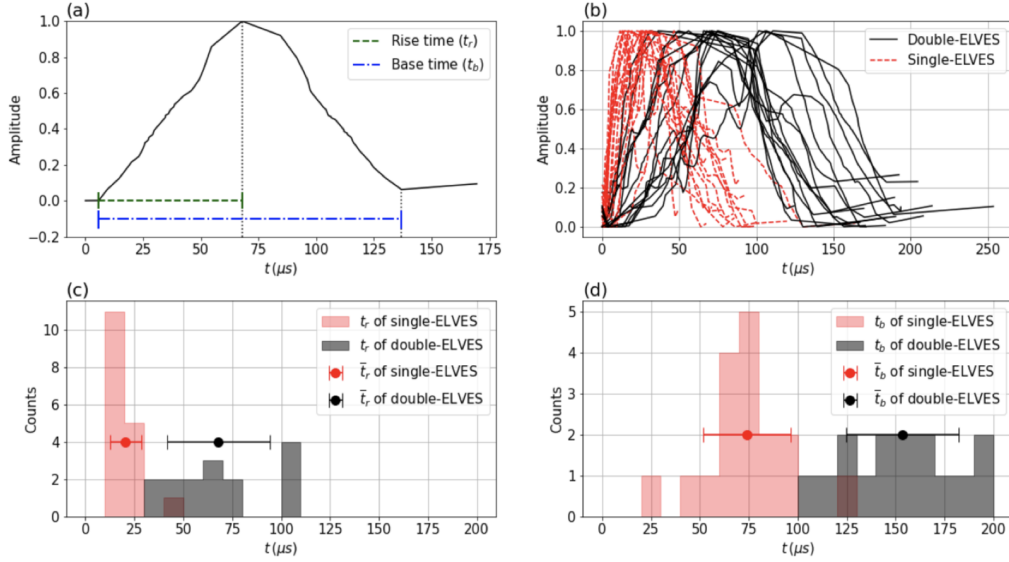 (a)
Rise time (t_r)
Base time (t_b)
Amplitude
1.0
0.8
0.6
0.4
0.2
0.0
−0.2
0 25 50 75 100 125 150 175
t (μs)
(b)
Double-ELVES
Single-ELVES
Amplitude
1.0
0.8
0.6
0.4
0.2
0.0
0 50 100 150 200 250
t (μs)
(c)
t_r of single-ELVES
t_r of double-ELVES
t̄_r of single-ELVES
t̄_r of double-ELVES
Counts
10
8
6
4
2
0
0 25 50 75 100 125 150 175 200
t (μs)
(d)
t_b of single-ELVES
t_b of double-ELVES
t̄_b of single-ELVES
t̄_b of double-ELVES
Counts
5
4
3
2
1
0
0 25 50 75 100 125 150 175 200
t (μs)